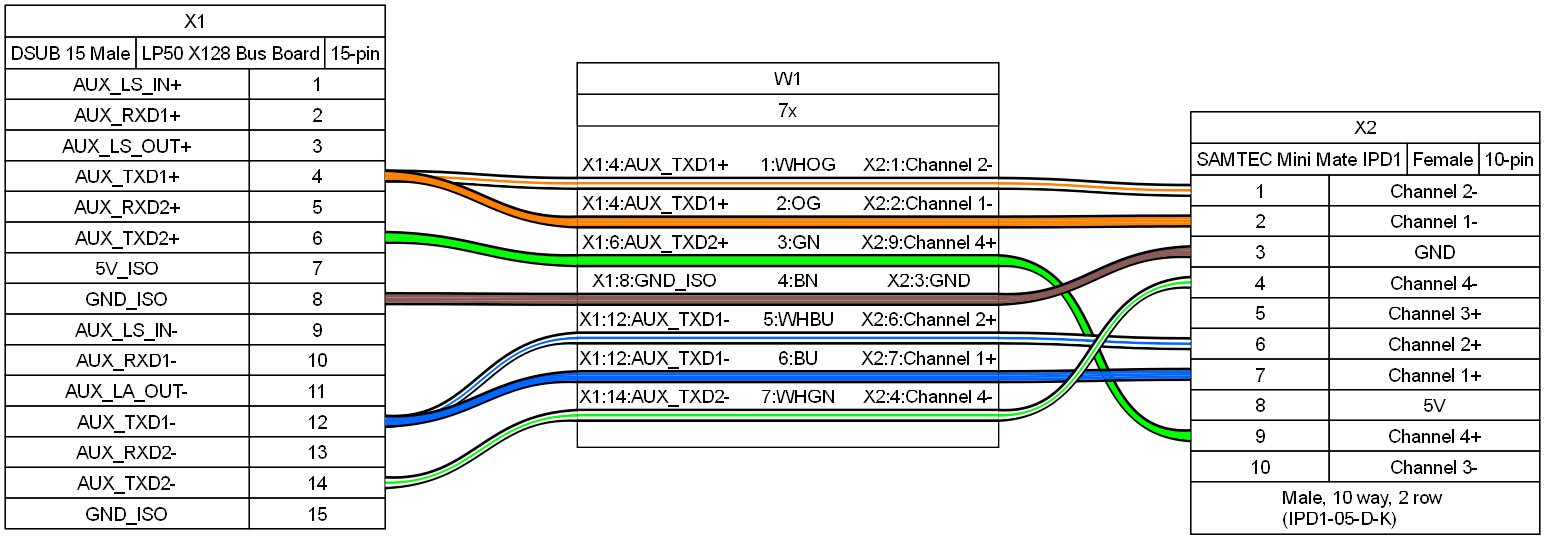 X1
DSUB 15 Male LP50 X128 Bus Board 15-pin
AUX_LS_IN+ 1
AUX_RXD1+ 2
AUX_LS_OUT+ 3
AUX_TXD1+ 4
AUX_RXD2+ 5
AUX_TXD2+ 6
5V_ISO 7
GND_ISO 8
AUX_LS_IN- 9
AUX_RXD1- 10
AUX_LA_OUT- 11
AUX_TXD1- 12
AUX_RXD2- 13
AUX_TXD2- 14
GND_ISO 15
W1
7x
X1:4:AUX_TXD1+ 1:WHOG X2:1:Channel 2-
X1:4:AUX_TXD1+ 2:OG X2:2:Channel 1-
X1:6:AUX_TXD2+ 3:GN X2:9:Channel 4+
X1:8:GND_ISO 4:BN X2:3:GND
X1:12:AUX_TXD1- 5:WHBU X2:6:Channel 2+
X1:12:AUX_TXD1- 6:BU X2:7:Channel 1+
X1:14:AUX_TXD2- 7:WHGN X2:4:Channel 4-
X2
SAMTEC Mini Mate IPD1 Female 10-pin
1 Channel 2-
2 Channel 1-
3 GND
4 Channel 4-
5 Channel 3+
6 Channel 2+
7 Channel 1+
8 5V
9 Channel 4+
10 Channel 3-
Male, 10 way, 2 row
(IPD1-05-D-K)